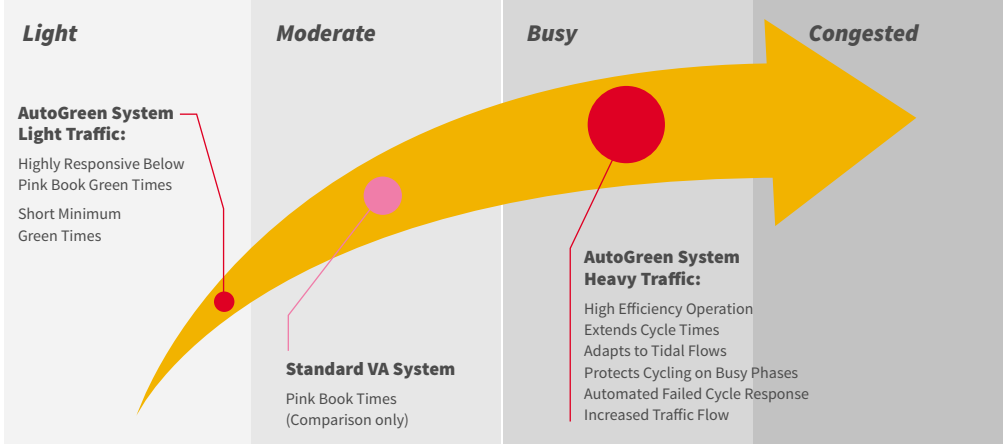 Light
Moderate
Busy
Congested
AutoGreen System
Light Traffic:
Highly Responsive Below
Pink Book Green Times
Short Minimum
Green Times
Standard VA System
Pink Book Times
(Comparison only)
AutoGreen System
Heavy Traffic:
High Efficiency Operation
Extends Cycle Times
Adapts to Tidal Flows
Protects Cycling on Busy Phases
Automated Failed Cycle Response
Increased Traffic Flow